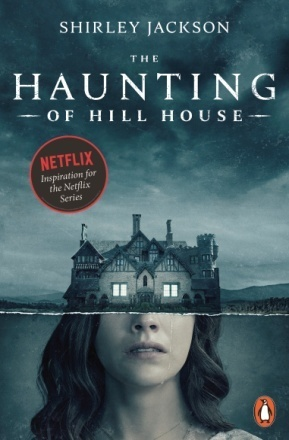 SHIRLEY JACKSON
THE
HAUNTING
OF HILL HOUSE
NETFLIX
Inspiration for
the Netflix
Series